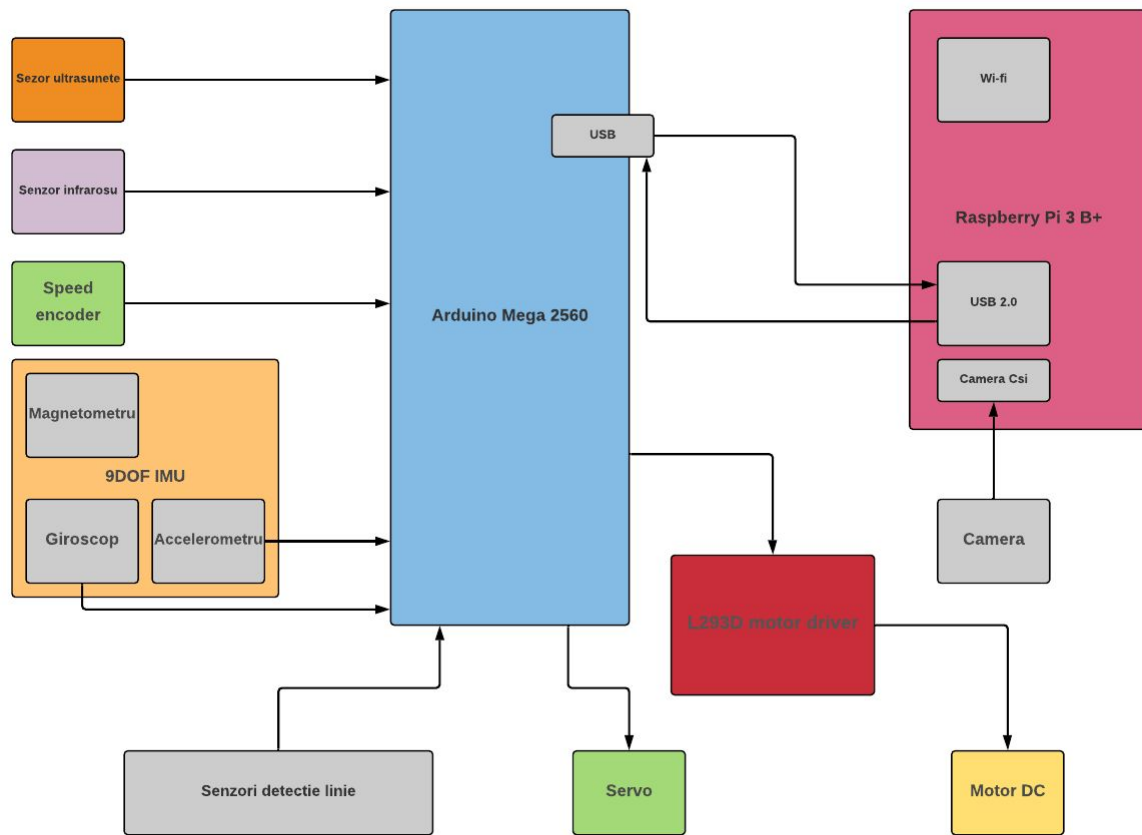 Sezor ultrasunete
Wi-fi
USB
Senzor infrarosu
Raspberry Pi 3 B+
Speed
encoder
Arduino Mega 2560
USB 2.0
Camera Csi
Magnetometru
9DOF IMU
Giroscop
Accelerometru
Camera
L293D motor driver
Senzori detectie linie
Servo
Motor DC